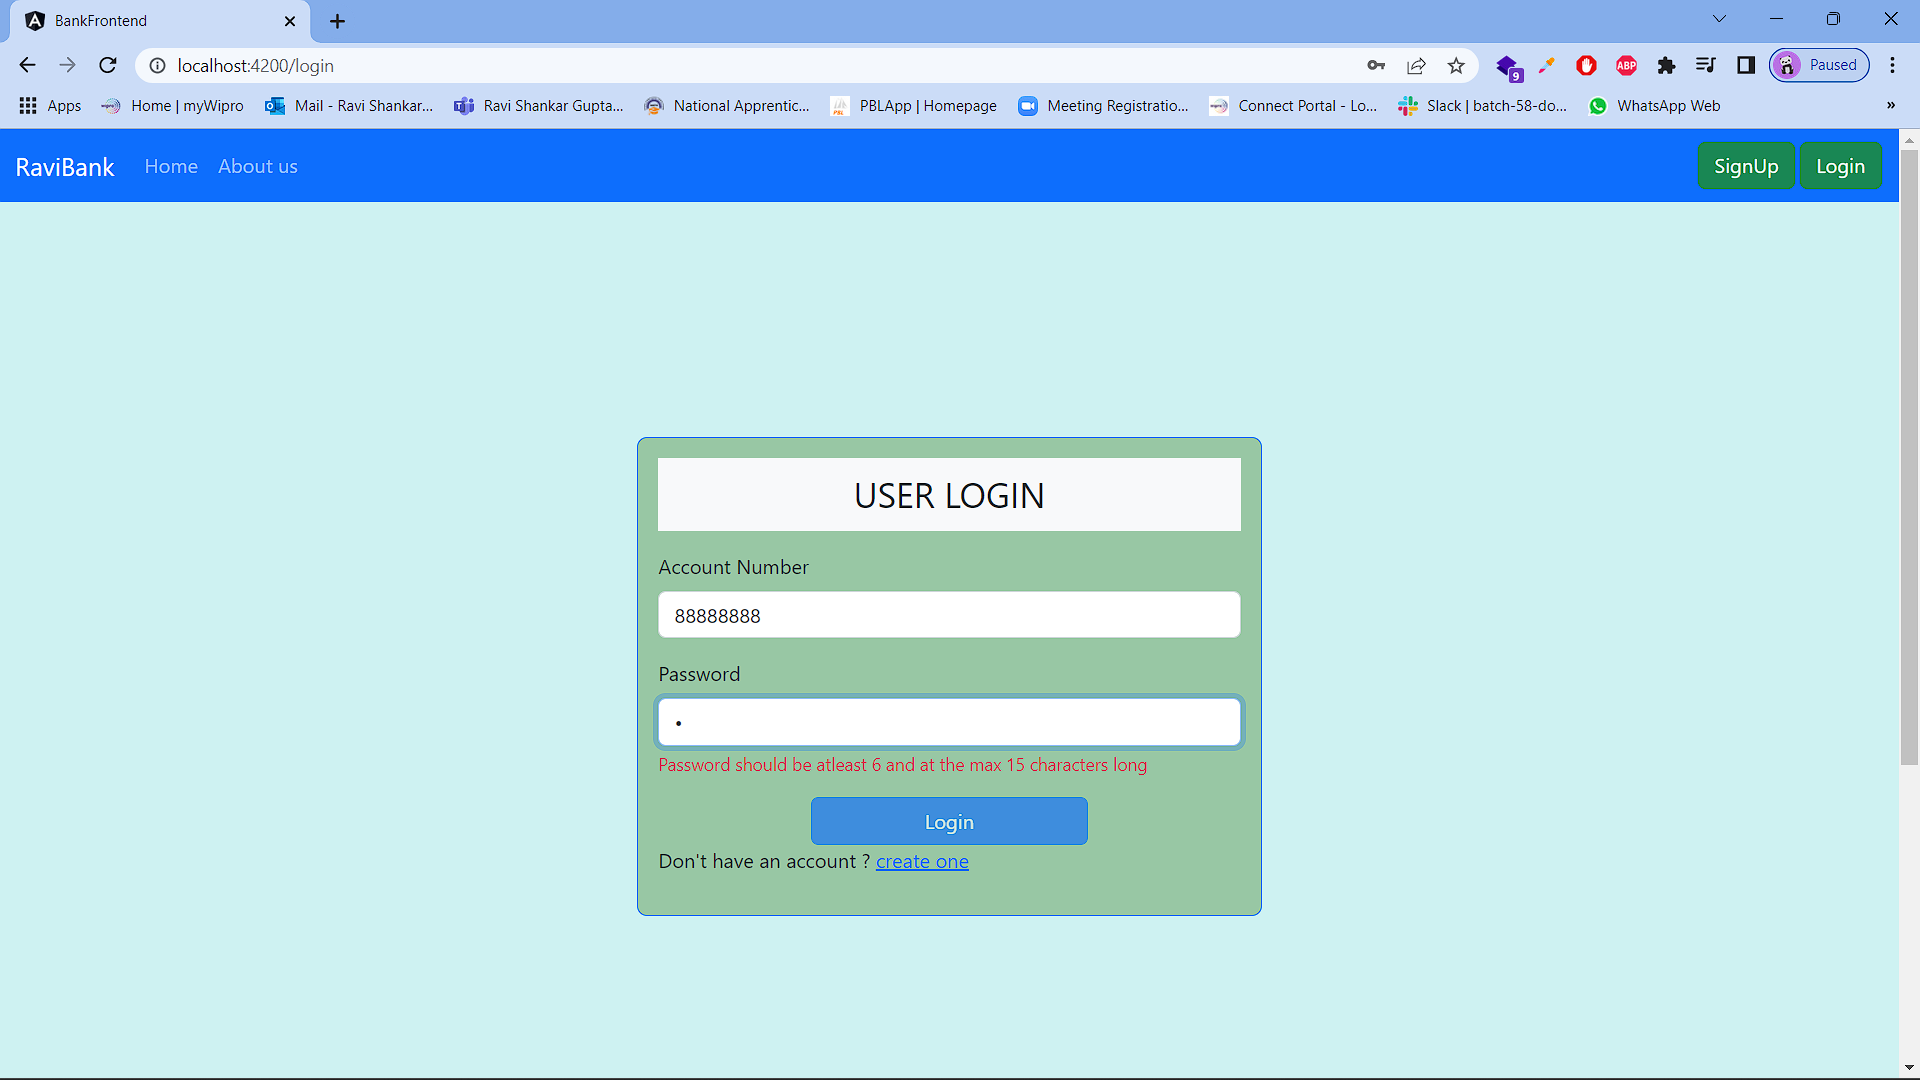 BankFrontend
localhost:4200/login
9
ABP
Paused
Apps
Home | myWipro
Mail - Ravi Shankar...
Ravi Shankar Gupta...
National Apprentic...
PBLApp | Homepage
Meeting Registratio...
Connect Portal - Lo...
Slack | batch-58-do...
WhatsApp Web
»
RaviBank
Home
About us
SignUp
Login
USER LOGIN
Account Number
88888888
Password
•
Password should be atleast 6 and at the max 15 characters long
Login
Don't have an account ? create one